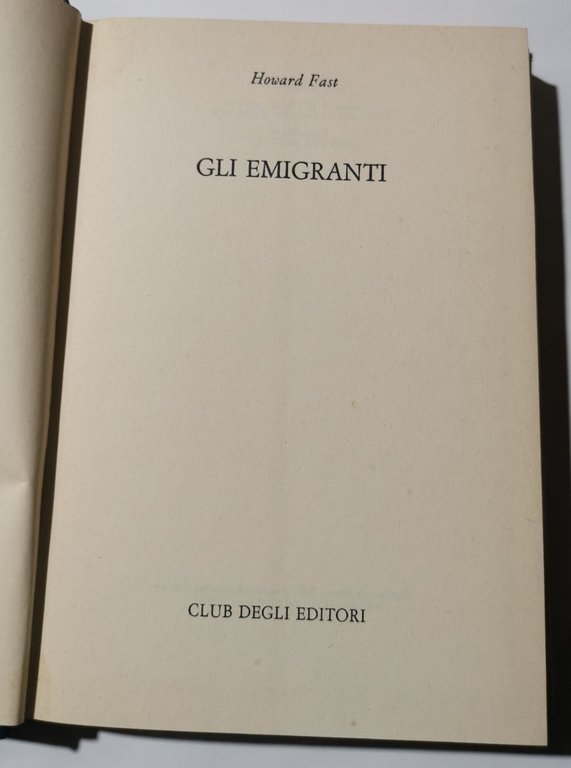 Howard Fast
GLI EMIGRANTI
CLUB DEGLI EDITORI